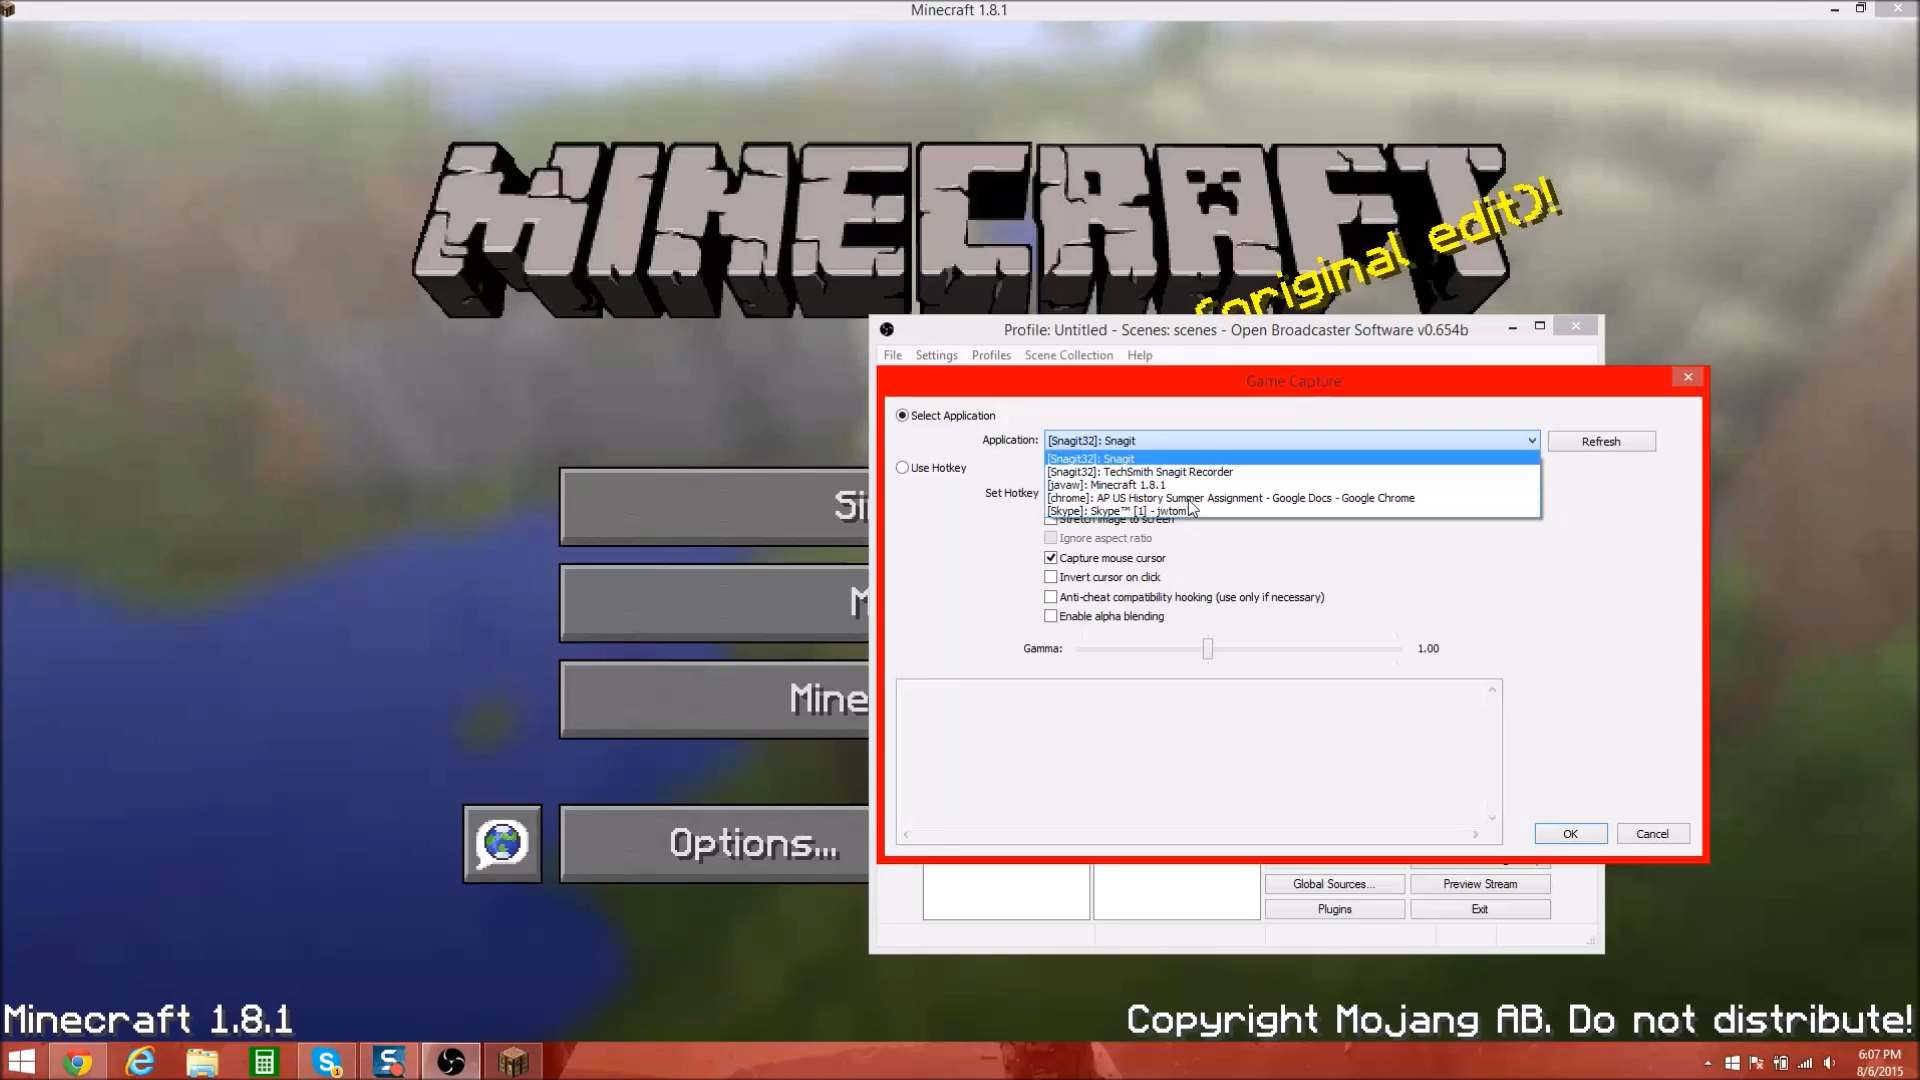 Minecraft 1.8.1
MINECRAFT
(original edit)!
Profile: Untitled - Scenes: scenes - Open Broadcaster Software v0.654b
File Settings Profiles Scene Collection Help
Game Capture
Select Application
Application: [Snagit32]: Snagit
Refresh
[Snagit32]: Snagit
Use Hotkey
[Snagit32]: TechSmith Snagit Recorder
[javaw]: Minecraft 1.8.1
Set Hotkey
[chrome]: AP US History Summer Assignment - Google Docs - Google Chrome
[Skype]: Skype™ [1] - jwtom
Stretch image to screen
Ignore aspect ratio
Capture mouse cursor
Invert cursor on click
Anti-cheat compatibility hooking (use only if necessary)
Enable alpha blending
Gamma: 1.00
Si
M
Mine
Options...
OK Cancel
Global Sources... Preview Stream
Plugins Exit
Minecraft 1.8.1
Copyright Mojang AB. Do not distribute!
6:07 PM
8/6/2015